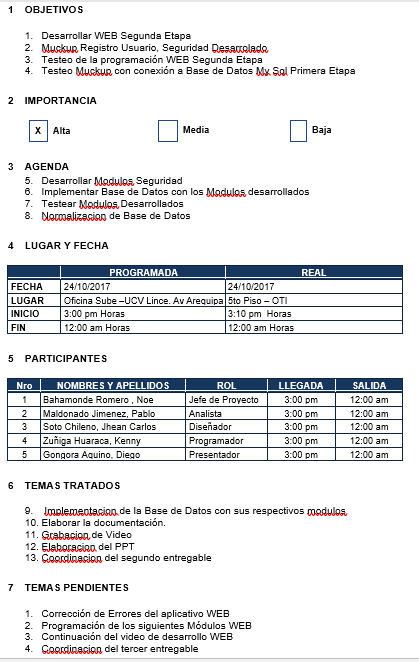 1 OBJETIVOS
1. Desarrollar WEB Segunda Etapa
2. Muckup Registro Usuario, Seguridad Desarrolado
3. Testeo de la programación WEB Segunda Etapa
4. Testeo Muckup con conexión a Base de Datos My Sql Primera Etapa
2 IMPORTANCIA
X Alta Media Baja
3 AGENDA
5. Desarrollar Modulos Seguridad
6. Implementar Base de Datos con los Modulos desarrollados
7. Testear Modulos Desarrollados
8. Normalizacion de Base de Datos
4 LUGAR Y FECHA
PROGRAMADA REAL
FECHA 24/10/2017 24/10/2017
LUGAR Oficina Sube –UCV Lince. Av Arequipa 5to Piso – OTI
INICIO 3:00 pm Horas 3:10 pm Horas
FIN 12:00 am Horas 12:00 am Horas
5 PARTICIPANTES
Nro NOMBRES Y APELLIDOS ROL LLEGADA SALIDA
1 Bahamonde Romero , Noe Jefe de Proyecto 3:00 pm 12:00 am
2 Maldonado Jimenez, Pablo Analista 3:00 pm 12:00 am
3 Soto Chileno, Jhean Carlos Diseñador 3:00 pm 12:00 am
4 Zuñiga Huaraca, Kenny Programador 3:00 pm 12:00 am
5 Gongora Aquino, Diego Presentador 3:00 pm 12:00 am
6 TEMAS TRATADOS
9. Implementacion de la Base de Datos con sus respectivos modulos
10. Elaborar la documentación.
11. Grabacion de Video
12. Elaboracion del PPT
13. Coordinacion del segundo entregable
7 TEMAS PENDIENTES
1. Corrección de Errores del aplicativo WEB
2. Programación de los siguientes Módulos WEB
3. Continuación del video de desarrollo WEB
4. Coordinacion del tercer entregable